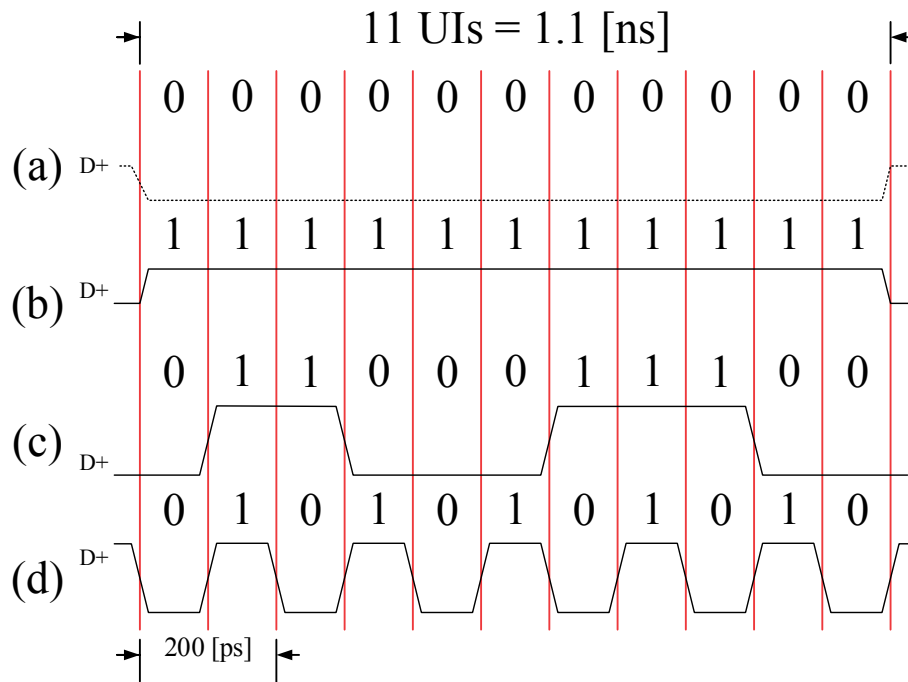 11 UIs = 1.1 [ns]
0 0 0 0 0 0 0 0 0 0 0
(a) D+
1 1 1 1 1 1 1 1 1 1 1
(b) D+
0 1 1 0 0 0 1 1 1 0 0
(c) D+
0 1 0 1 0 1 0 1 0 1 0
(d) D+
200 [ps]